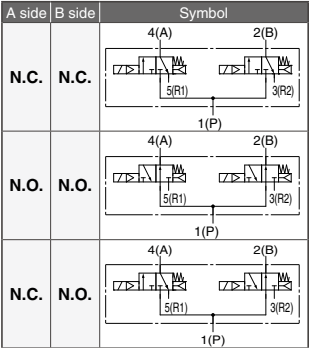 A side B side Symbol
4(A) 2(B)
N.C. N.C.
5(R1) 3(R2)
1(P)
4(A) 2(B)
N.O. N.O.
5(R1) 3(R2)
1(P)
4(A) 2(B)
N.C. N.O.
5(R1) 3(R2)
1(P)